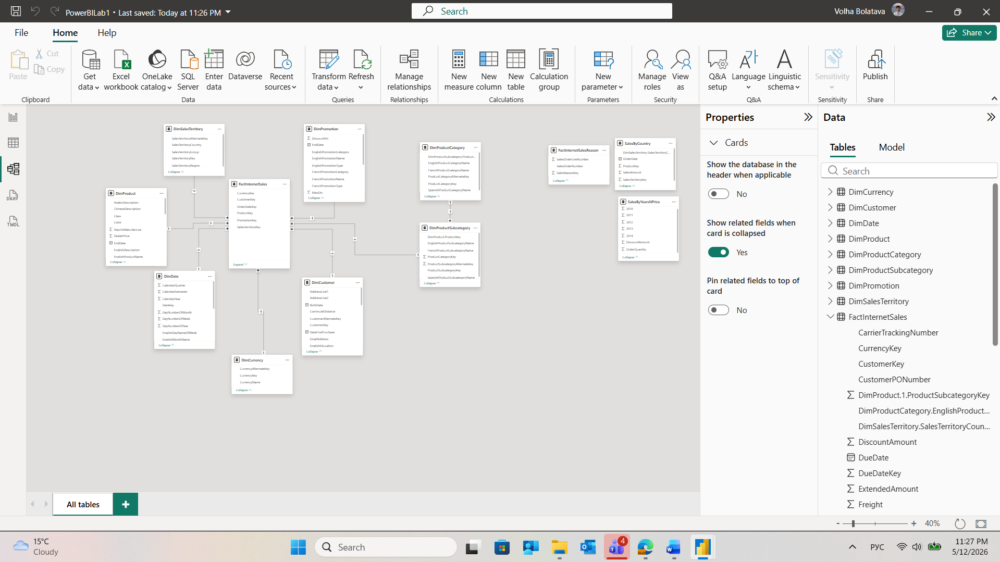 PowerBILab1 • Last saved: Today at 11:26 PM
Search
Volha Bolatava
File
Home
Help
Share
Paste
Cut
Copy
Clipboard
Get data
Excel workbook
OneLake catalog
SQL Server
Enter data
Dataverse
Recent sources
Data
Transform data
Refresh
Queries
Manage relationships
Relationships
New measure
New column
New table
Calculation group
Calculations
New parameter
Parameters
Manage roles
View as
Security
Q&A setup
Language
Linguistic schema
Q&A
Sensitivity
Sensitivity
Publish
Share
DAX
TMDL
DimSalesTerritory
SalesTerritoryAlternateKey
SalesTerritoryCountry
SalesTerritoryGroup
SalesTerritoryKey
SalesTerritoryRegion
Collapse
DimPromotion
DiscountPct
EndDate
EnglishPromotionCategory
EnglishPromotionName
EnglishPromotionType
FrenchPromotionCategory
FrenchPromotionName
FrenchPromotionType
MaxQty
Collapse
DimProductCategory
DimProductSubcategory.Product...
EnglishProductCategoryName
FrenchProductCategoryName
ProductCategoryAlternateKey
ProductCategoryKey
SpanishProductCategoryName
Collapse
FactInternetSalesReason
SalesOrderLineNumber
SalesOrderNumber
SalesReasonKey
Collapse
SalesByCountry
DimSalesTerritory.SalesTerritoryC...
OrderDate
ProductKey
SalesAmount
SalesTerritoryKey
Collapse
DimProduct
ArabicDescription
ChineseDescription
Class
Color
DaysToManufacture
DealerPrice
EndDate
EnglishDescription
EnglishProductName
Collapse
FactInternetSales
CurrencyKey
CustomerKey
OrderDateKey
ProductKey
PromotionKey
SalesTerritoryKey
Expand
SalesByYearsNPrice
2010
2011
2012
2013
2014
DiscountAmount
OrderQuantity
Collapse
DimProductSubcategory
DimProduct.ProductKey
EnglishProductSubcategoryName
FrenchProductSubcategoryName
ProductCategoryKey
ProductSubcategoryAlternateKey
ProductSubcategoryKey
SpanishProductSubcategoryName
Collapse
DimDate
CalendarQuarter
CalendarSemester
CalendarYear
DateKey
DayNumberOfMonth
DayNumberOfWeek
DayNumberOfYear
EnglishDayNameOfWeek
EnglishMonthName
Collapse
DimCustomer
AddressLine1
AddressLine2
BirthDate
CommuteDistance
CustomerAlternateKey
CustomerKey
DateFirstPurchase
EmailAddress
EnglishEducation
Collapse
DimCurrency
CurrencyAlternateKey
CurrencyKey
CurrencyName
Collapse
All tables
Properties
Cards
Show the database in the
header when applicable
No
Show related fields when
card is collapsed
Yes
Pin related fields to top of
card
No
Data
Tables
Model
Search
DimCurrency
DimCustomer
DimDate
DimProduct
DimProductCategory
DimProductSubcategory
DimPromotion
DimSalesTerritory
FactInternetSales
CarrierTrackingNumber
CurrencyKey
CustomerKey
CustomerPONumber
DimProduct.1.ProductSubcategoryKey
DimProductCategory.EnglishProduct...
DimSalesTerritory.SalesTerritoryCoun...
DiscountAmount
DueDate
DueDateKey
ExtendedAmount
Freight
40%
15°C
Cloudy
Search
4
РУС
11:27 PM
5/12/2026